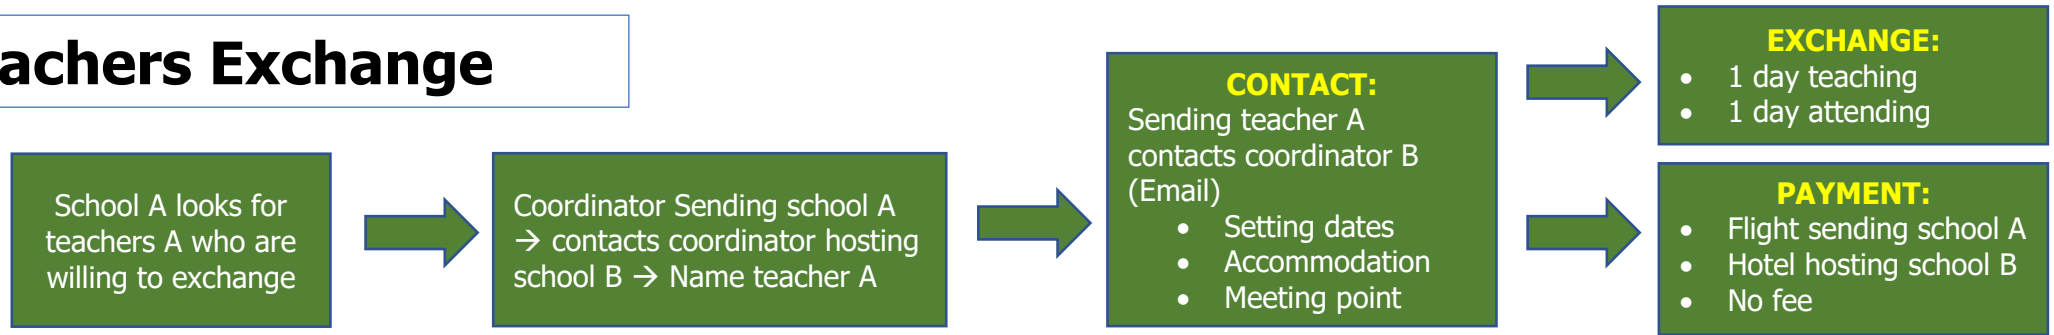 achers Exchange
School A looks for
teachers A who are
willing to exchange
Coordinator Sending school A
→ contacts coordinator hosting
school B → Name teacher A
CONTACT:
Sending teacher A
contacts coordinator B
(Email)
• Setting dates
• Accommodation
• Meeting point
EXCHANGE:
• 1 day teaching
• 1 day attending
PAYMENT:
• Flight sending school A
• Hotel hosting school B
• No fee